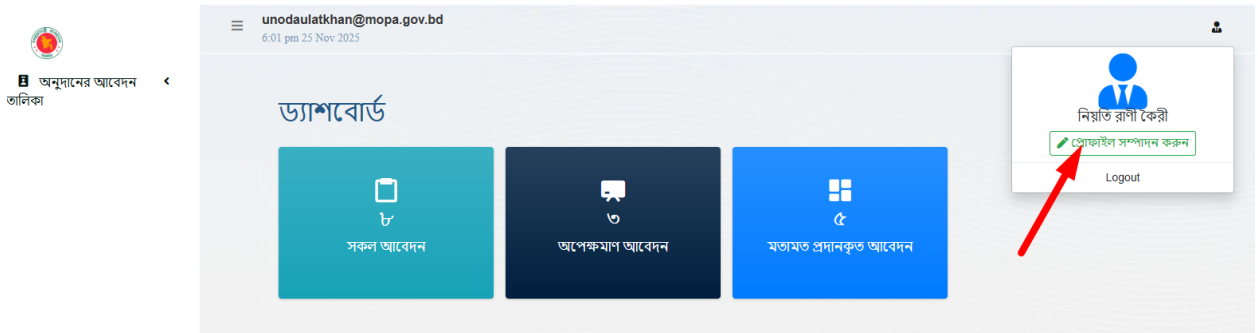 unodaulatkhan@mopa.gov.bd
6:01 pm 25 Nov 2025
অনুদানের আবেদন
তালিকা
নিয়তি রাণী কৈরী
প্রোফাইল সম্পাদন করুন
Logout
ড্যাশবোর্ড
৮
সকল আবেদন
৩
অপেক্ষমাণ আবেদন
৫
মতামত প্রদানকৃত আবেদন